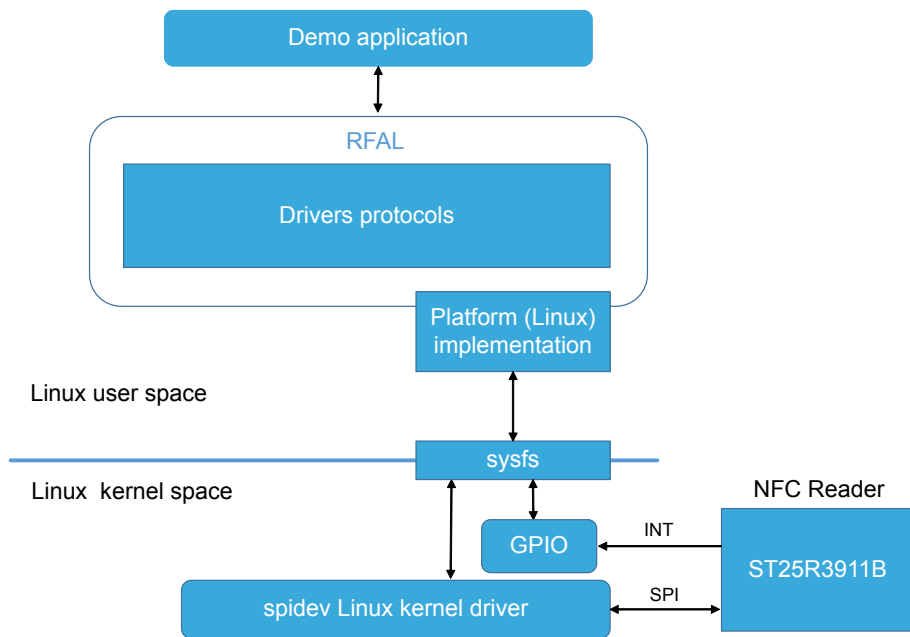 Demo application
RFAL
Drivers protocols
Platform (Linux)
implementation
Linux user space
sysfs
Linux kernel space
NFC Reader
GPIO
INT
ST25R3911B
spidev Linux kernel driver
SPI